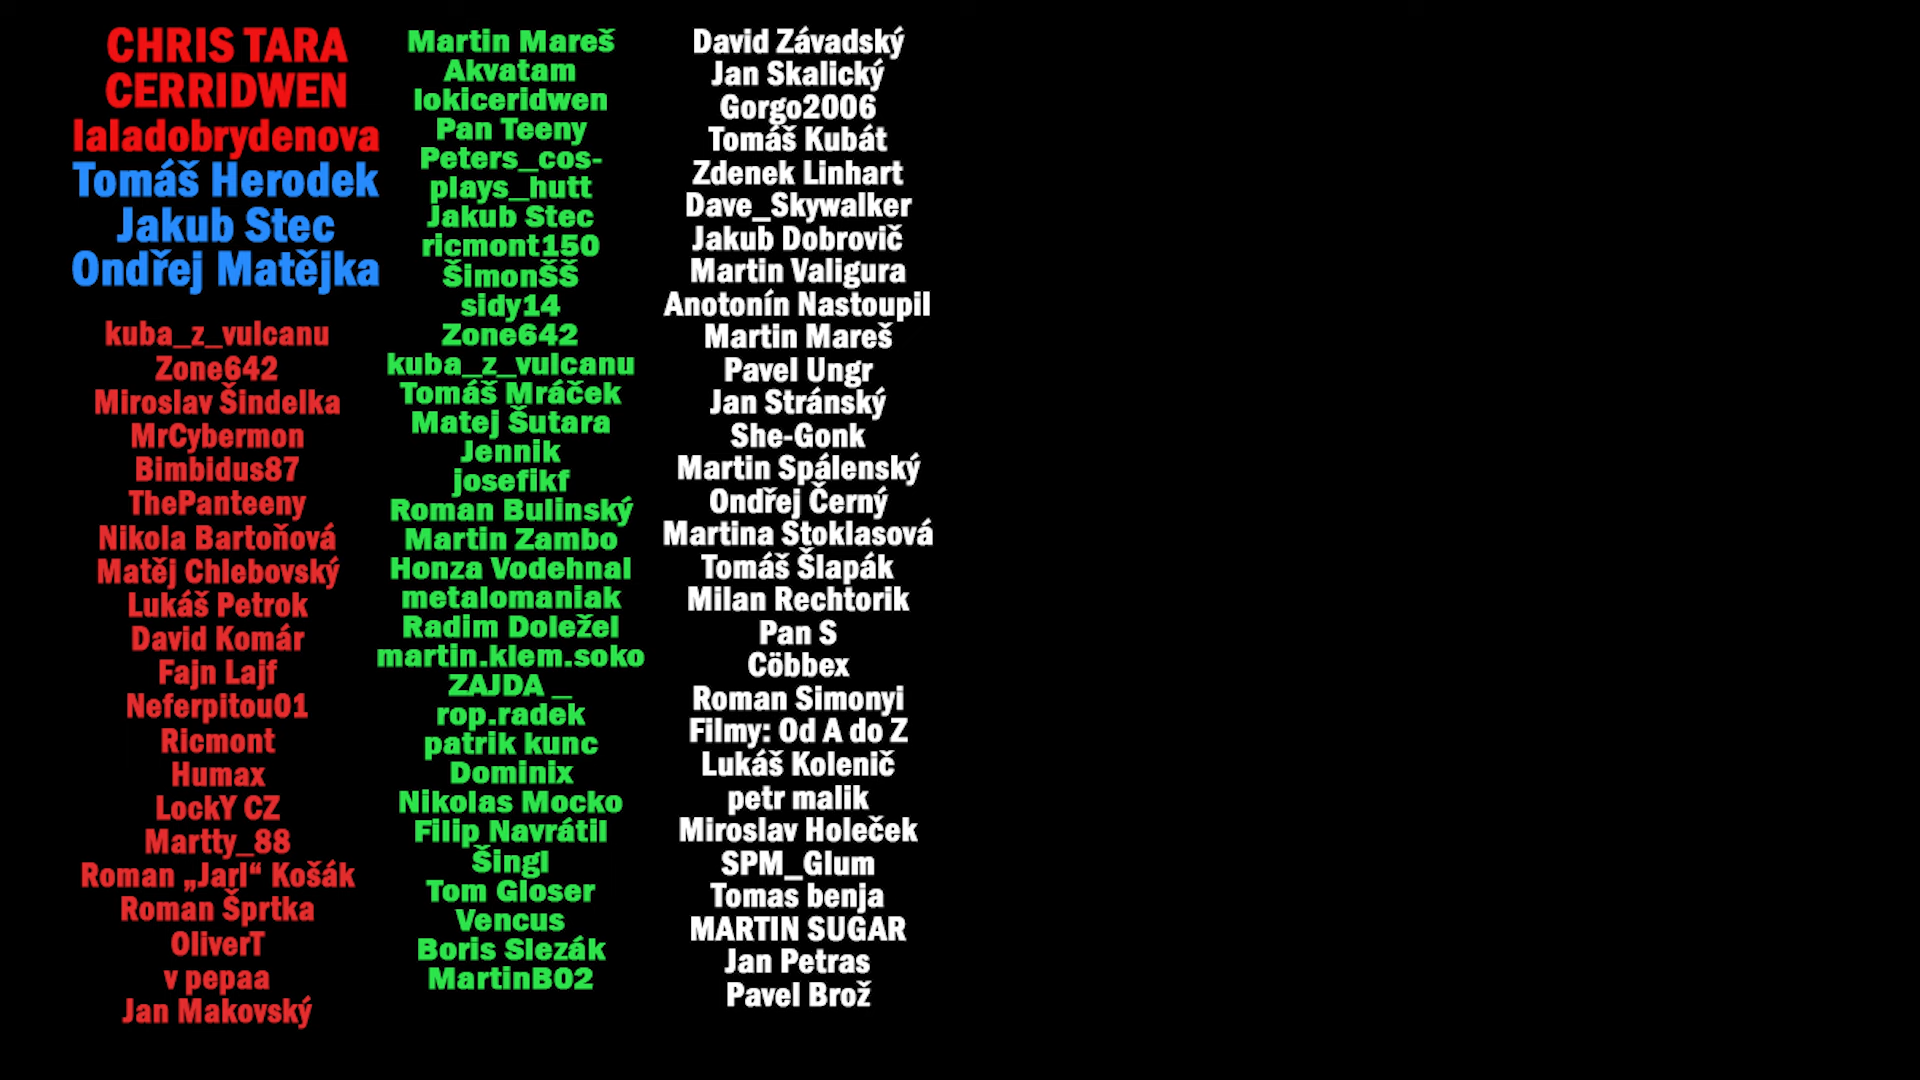 CHRIS TARA
CERRIDWEN
laladobrydenova
Tomáš Herodek
Jakub Stec
Ondřej Matějka
kuba_z_vulcanu
Zone642
Miroslav Šindelka
MrCybermon
Bimbidus87
ThePanteeny
Nikola Bartoňová
Matěj Chlebovský
Lukáš Petrok
David Komár
Fajn Lajf
Neferpitou01
Ricmont
Humax
LockY CZ
Martty_88
Roman „Jarl“ Košák
Roman Šprtka
OliverT
v pepaa
Jan Makovský
Martin Mareš
Akvatam
lokiceridwen
Pan Teeny
Peters_cos-
plays_hutt
Jakub Stec
ricmont150
ŠimonŠŠ
sidy14
Zone642
kuba_z_vulcanu
Tomáš Mráček
Matej Šutara
Jennik
josefikf
Roman Bulinský
Martin Zambo
Honza Vodehnal
metalomaniak
Radim Doležel
martin.klem.soko
ZAJDA _
rop.radek
patrik kunc
Dominix
Nikolas Mocko
Filip Navrátil
Šingl
Tom Gloser
Vencus
Boris Slezák
MartinB02
David Závadský
Jan Skalický
Gorgo2006
Tomáš Kubát
Zdenek Linhart
Dave_Skywalker
Jakub Dobrovič
Martin Valigura
Anotonín Nastoupil
Martin Mareš
Pavel Ungr
Jan Stránský
She-Gonk
Martin Spálenský
Ondřej Černý
Martina Stoklasová
Tomáš Šlapák
Milan Rechtorik
Pan S
Cöbbex
Roman Simonyi
Filmy: Od A do Z
Lukáš Kolenič
petr malik
Miroslav Holeček
SPM_Glum
Tomas benja
MARTIN SUGAR
Jan Petras
Pavel Brož